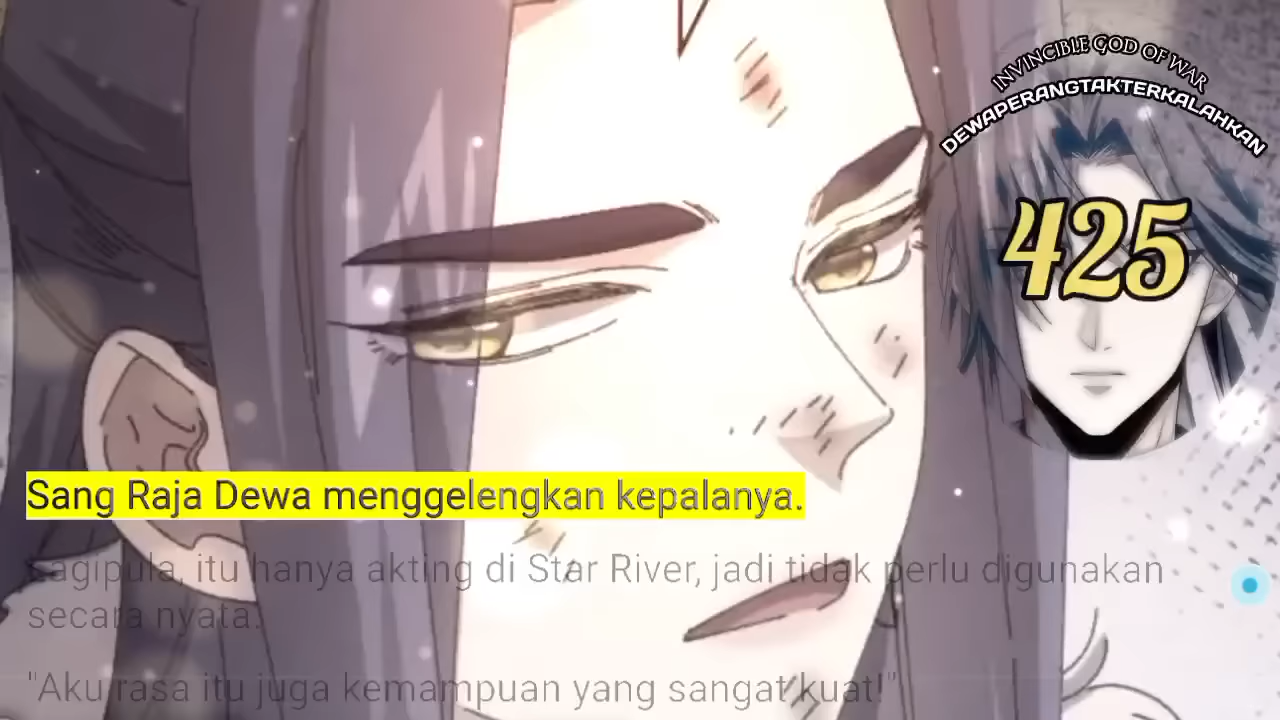 INVINCIBLE GOD OF WAR
DEWAPERANGTAKTERKALAHKAN
425
Sang Raja Dewa menggelengkan kepalanya.
Lagipula, itu hanya akting di Star River, jadi tidak perlu digunakan
secara nyata.
"Aku rasa itu juga kemampuan yang sangat kuat!"